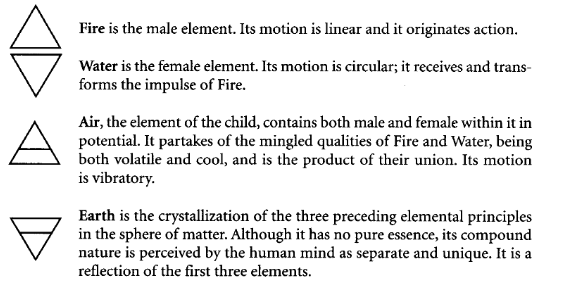 Fire is the male element. Its motion is linear and it originates action.
Water is the female element. Its motion is circular; it receives and trans-
forms the impulse of Fire.
Air, the element of the child, contains both male and female within it in
potential. It partakes of the mingled qualities of Fire and Water, being
both volatile and cool, and is the product of their union. Its motion
is vibratory.
Earth is the crystallization of the three preceding elemental principles
in the sphere of matter. Although it has no pure essence, its compound
nature is perceived by the human mind as separate and unique. It is a
reflection of the first three elements.